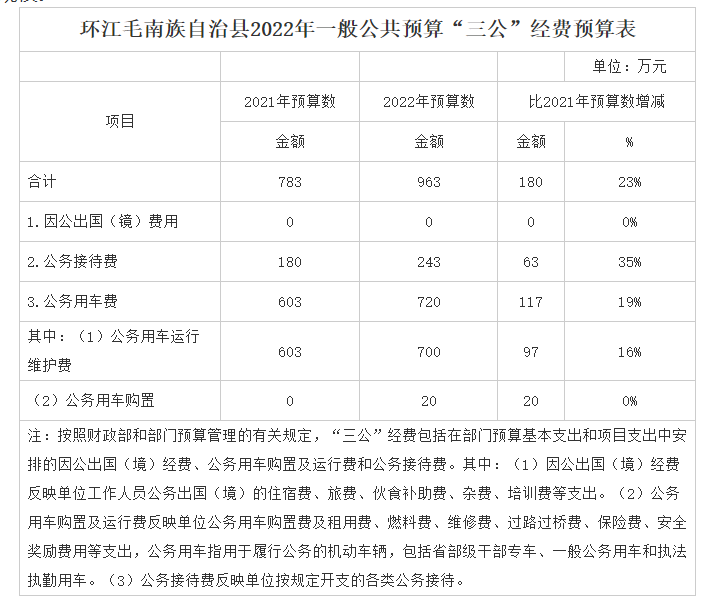 环江毛南族自治县2022年一般公共预算“三公”经费预算表
单位：万元
项目 2021年预算数 2022年预算数 比2021年预算数增减
金额 金额 金额 %
合计 783 963 180 23%
1.因公出国（镜）费用 0 0 0 0%
2.公务接待费 180 243 63 35%
3.公务用车费 603 720 117 19%
其中：（1）公务用车运行
维护费 603 700 97 16%
（2）公务用车购置 0 20 20 0%
注：按照财政部和部门预算管理的有关规定，“三公”经费包括在部门预算基本支出和项目支出中安
排的因公出国（境）经费、公务用车购置及运行费和公务接待费。其中：（1）因公出国（境）经费
反映单位工作人员公务出国（境）的住宿费、旅费、伙食补助费、杂费、培训费等支出。（2）公务
用车购置及运行费反映单位公务用车购置费及租用费、燃料费、维修费、过路过桥费、保险费、安全
奖励费用等支出，公务用车指用于履行公务的机动车辆，包括省部级干部专车、一般公务用车和执法
执勤用车。（3）公务接待费反映单位按规定开支的各类公务接待。